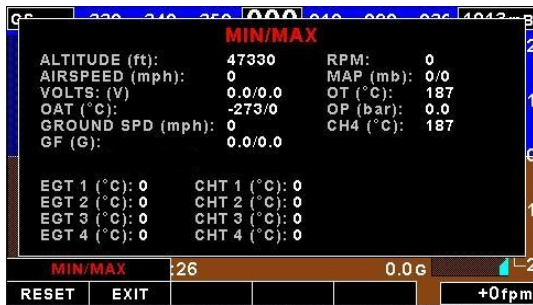 MIN/MAX
ALTITUDE (ft): 47330 RPM: 0
AIRSPEED (mph): 0 MAP (mb): 0/0
VOLTS: (V) 0.0/0.0 OT (°C): 187
OAT (°C): -273/0 OP (bar): 0.0
GROUND SPD (mph): 0 CH4 (°C): 187
GF (G): 0.0/0.0
EGT 1 (°C): 0 CHT 1 (°C): 0
EGT 2 (°C): 0 CHT 2 (°C): 0
EGT 3 (°C): 0 CHT 3 (°C): 0
EGT 4 (°C): 0 CHT 4 (°C): 0
MIN/MAX :26 0.0G
RESET EXIT +0fpm